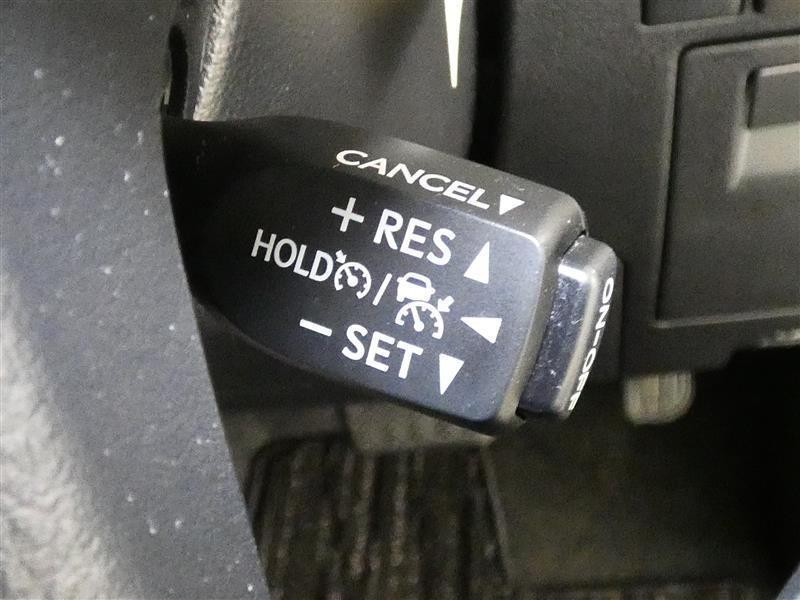 CANCEL
+ RES
HOLD /
− SET
ON-OFF